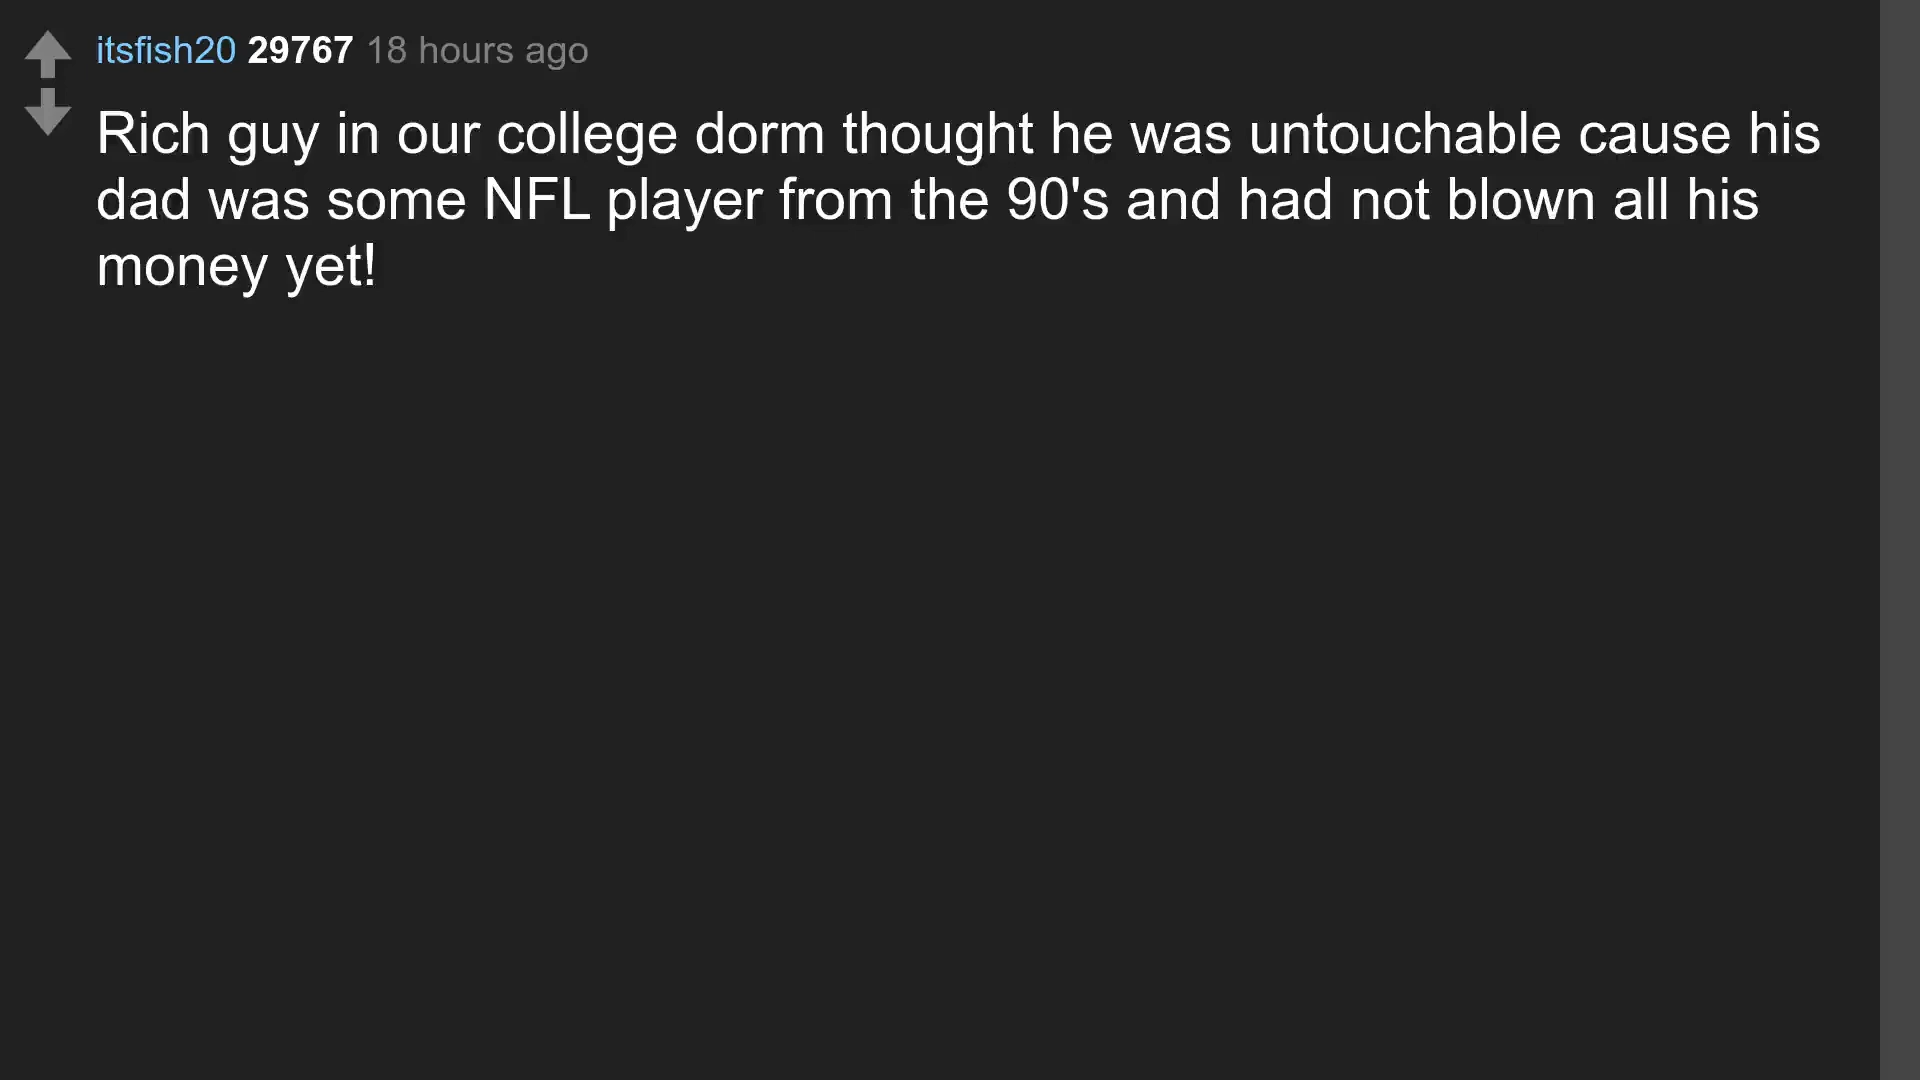 itsfish20 29767 18 hours ago
Rich guy in our college dorm thought he was untouchable cause his
dad was some NFL player from the 90's and had not blown all his
money yet!